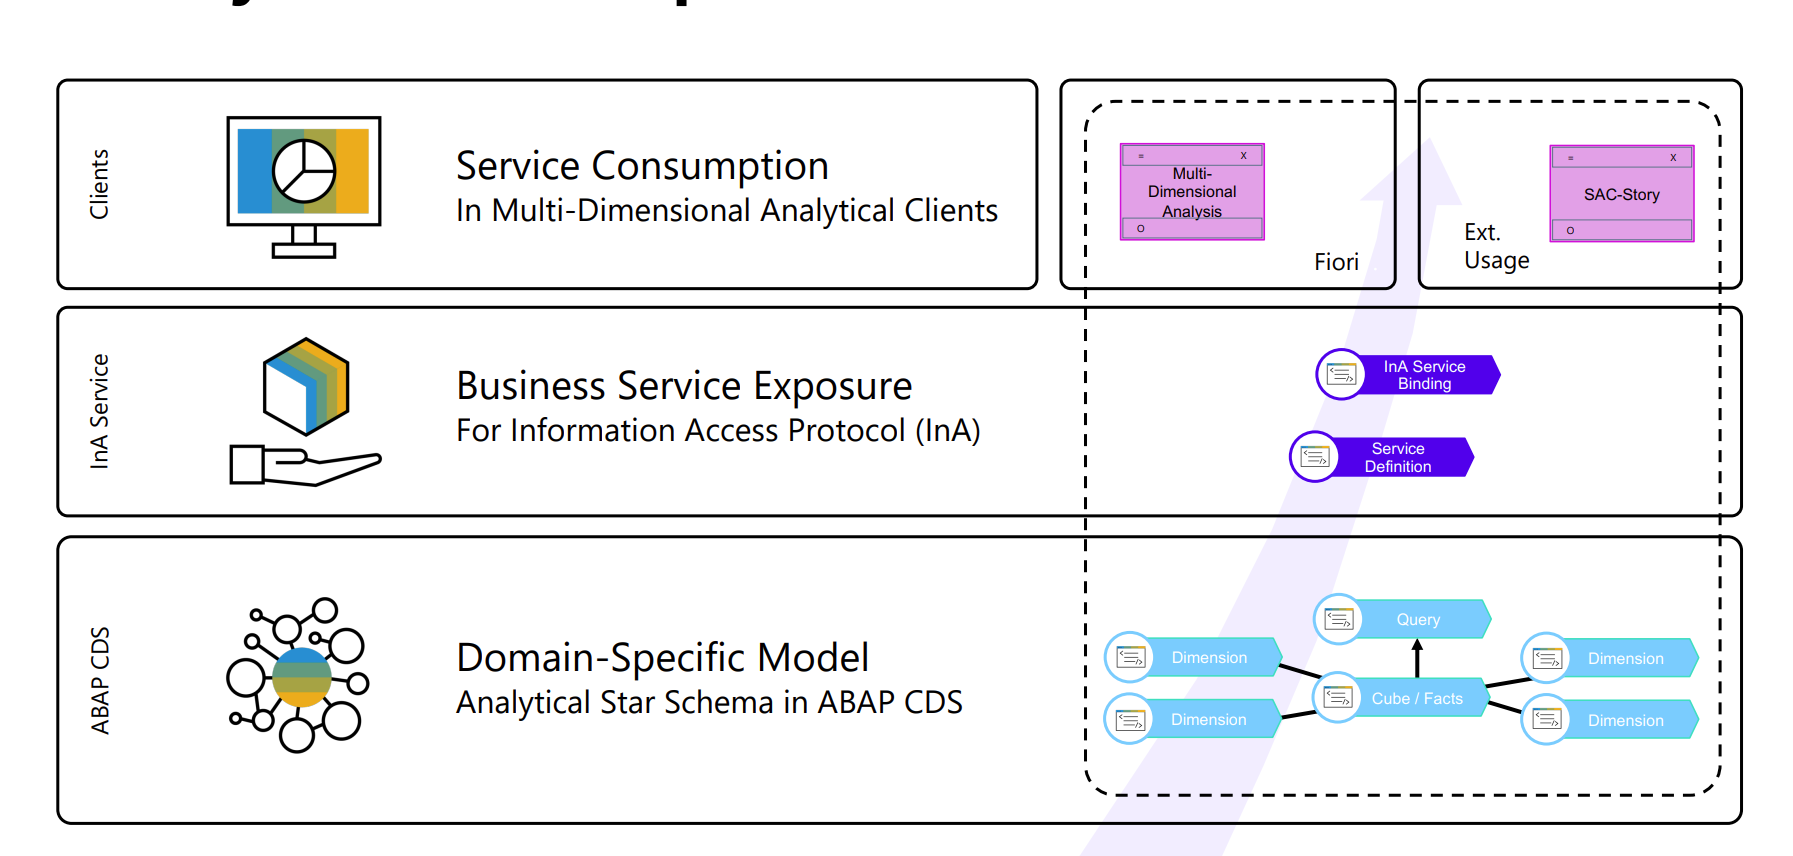 Clients
Service Consumption
In Multi-Dimensional Analytical Clients
= X
Multi-
Dimensional
Analysis
O
Fiori
= X
SAC-Story
O
Ext.
Usage
InA Service
Business Service Exposure
For Information Access Protocol (InA)
InA Service
Binding
Service
Definition
ABAP CDS
Domain-Specific Model
Analytical Star Schema in ABAP CDS
Query
Dimension
Dimension
Cube / Facts
Dimension
Dimension